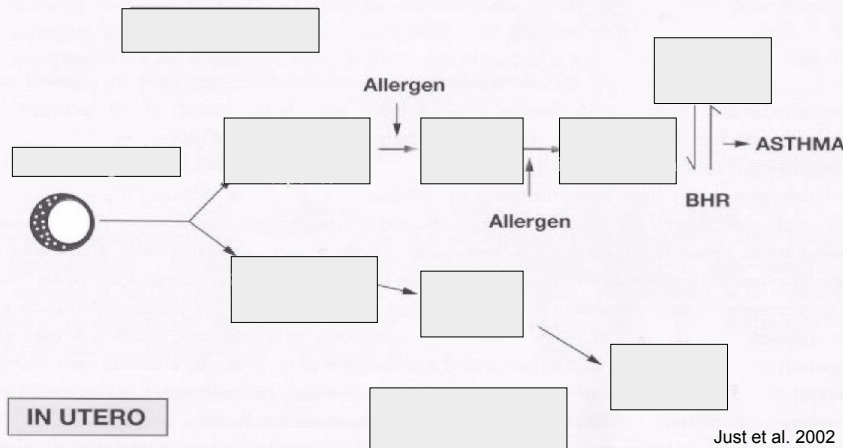 Allergen
ASTHMA
BHR
Allergen
IN UTERO
Just et al. 2002